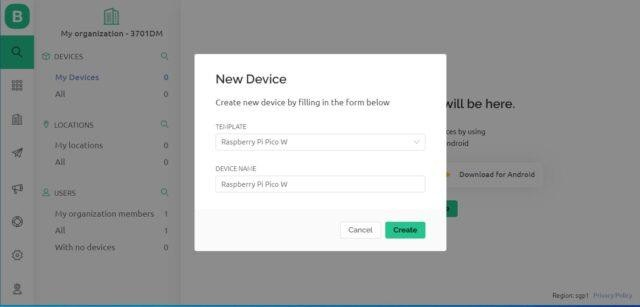 B
My organization - 3701DM
DEVICES
My Devices 0
All 0
LOCATIONS
My locations 0
All 0
USERS
My organization members 1
All 1
With no devices 0
New Device
Create new device by filling in the form below
TEMPLATE
Raspberry Pi Pico W
DEVICE NAME
Raspberry Pi Pico W
Cancel
Create
will be here.
ices by using
ndroid
Download for Android
Region: sgp1 Privacy Policy